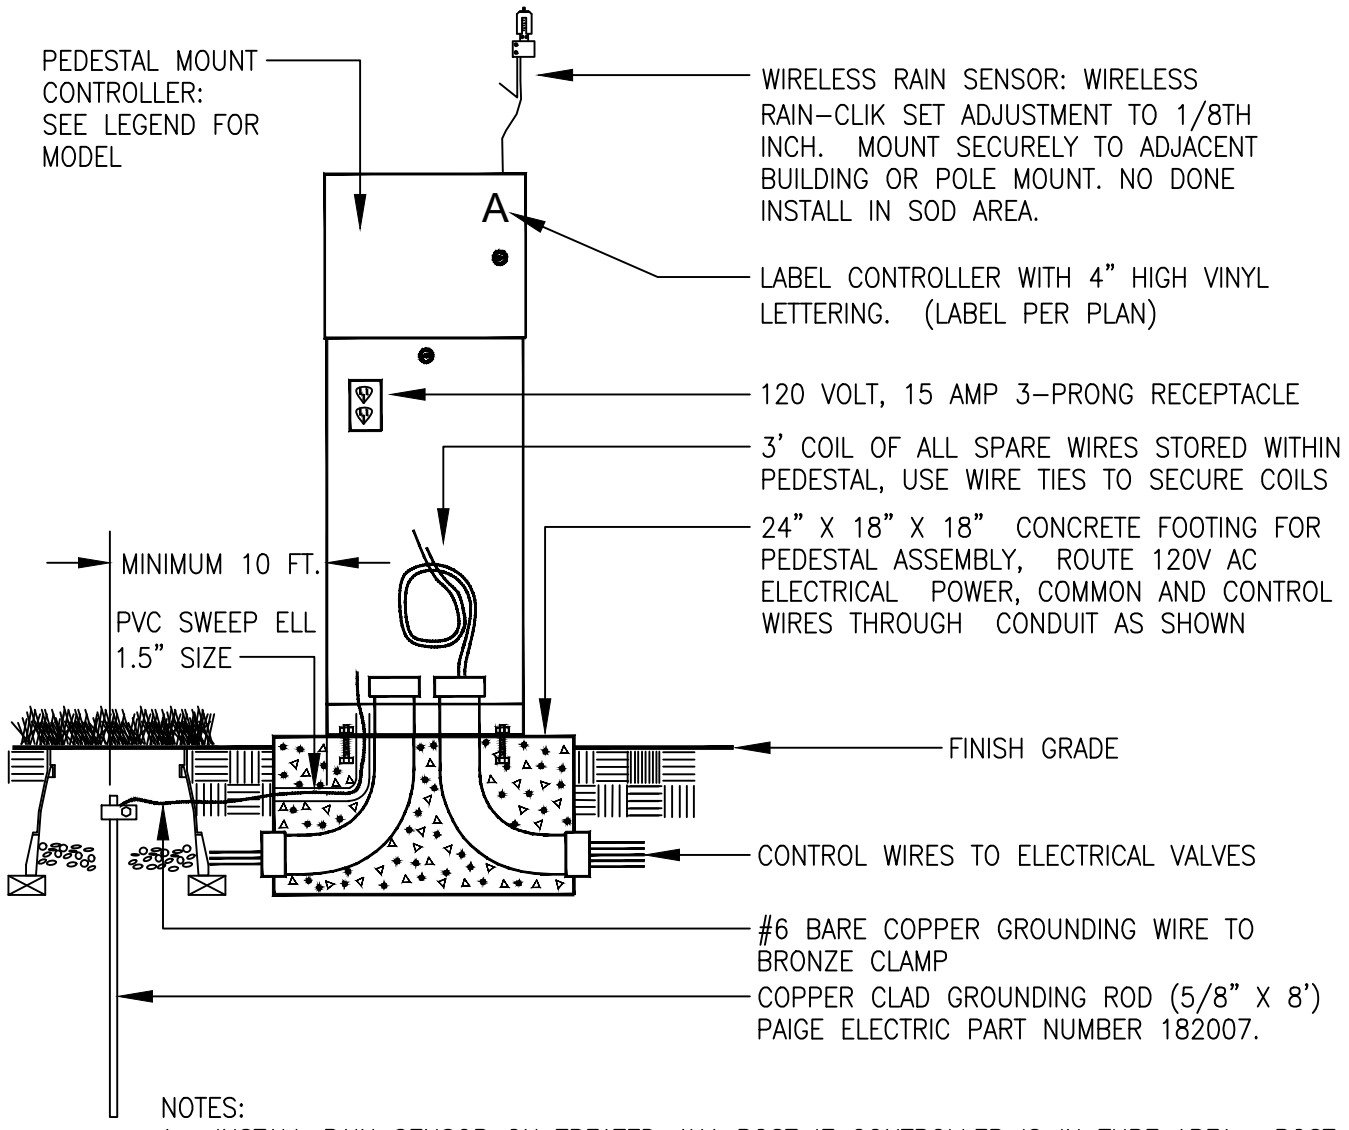 PEDESTAL MOUNT
CONTROLLER:
SEE LEGEND FOR
MODEL
WIRELESS RAIN SENSOR: WIRELESS
RAIN-CLIK SET ADJUSTMENT TO 1/8TH
INCH. MOUNT SECURELY TO ADJACENT
BUILDING OR POLE MOUNT. NO DONE
INSTALL IN SOD AREA.
A
LABEL CONTROLLER WITH 4" HIGH VINYL
LETTERING. (LABEL PER PLAN)
120 VOLT, 15 AMP 3-PRONG RECEPTACLE
3' COIL OF ALL SPARE WIRES STORED WITHIN
PEDESTAL, USE WIRE TIES TO SECURE COILS
24" X 18" X 18" CONCRETE FOOTING FOR
PEDESTAL ASSEMBLY, ROUTE 120V AC
ELECTRICAL POWER, COMMON AND CONTROL
WIRES THROUGH CONDUIT AS SHOWN
MINIMUM 10 FT.
PVC SWEEP ELL
1.5" SIZE
FINISH GRADE
CONTROL WIRES TO ELECTRICAL VALVES
#6 BARE COPPER GROUNDING WIRE TO
BRONZE CLAMP
COPPER CLAD GROUNDING ROD (5/8" X 8')
PAIGE ELECTRIC PART NUMBER 182007.
NOTES: